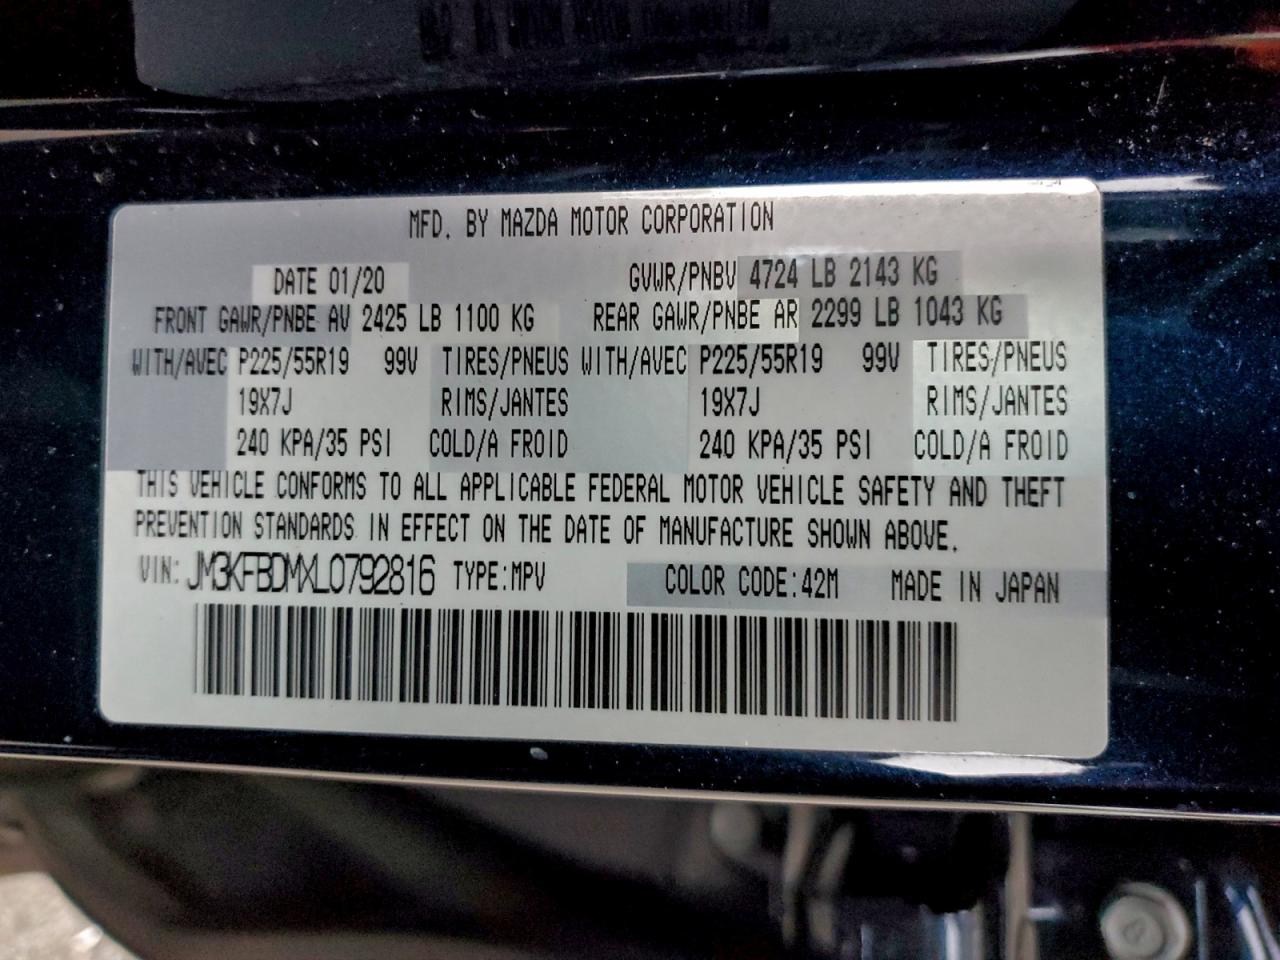 MFD. BY MAZDA MOTOR CORPORATION
DATE 01/20 GVWR/PNBV 4724 LB 2143 KG
FRONT GAWR/PNBE AV 2425 LB 1100 KG REAR GAWR/PNBE AR 2299 LB 1043 KG
WITH/AVEC P225/55R19 99V TIRES/PNEUS WITH/AVEC P225/55R19 99V TIRES/PNEUS
19X7J RIMS/JANTES 19X7J RIMS/JANTES
240 KPA/35 PSI COLD/A FROID 240 KPA/35 PSI COLD/A FROID
THIS VEHICLE CONFORMS TO ALL APPLICABLE FEDERAL MOTOR VEHICLE SAFETY AND THEFT
PREVENTION STANDARDS IN EFFECT ON THE DATE OF MANUFACTURE SHOWN ABOVE.
VIN: JM3KFBDMXL0792816 TYPE:MPV COLOR CODE:42M MADE IN JAPAN